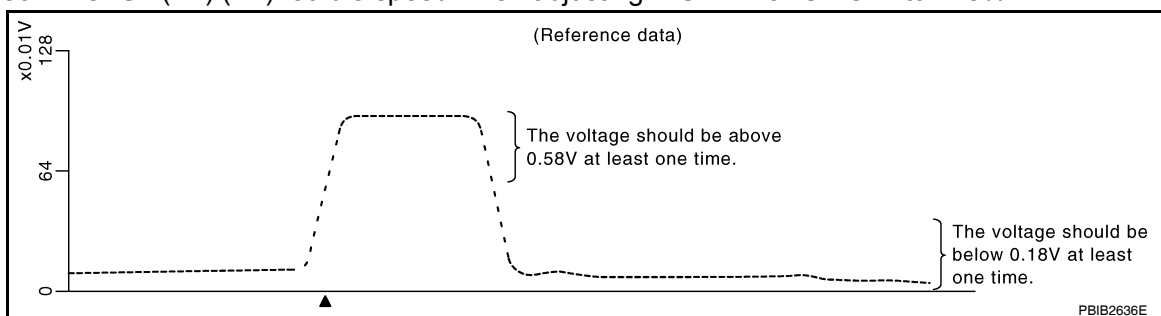 (Reference data)
x0.01V
128
64
0
The voltage should be above
0.58V at least one time.
The voltage should be
below 0.18V at least
one time.
PBIB2636E